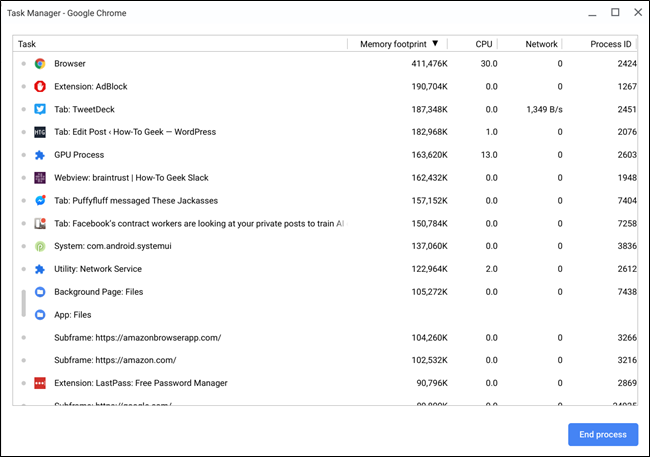 Task Manager - Google Chrome
Task Memory footprint ▼ CPU Network Process ID
Browser 411,476K 30.0 0 2424
Extension: AdBlock 190,704K 0.0 0 1267
Tab: TweetDeck 187,348K 0.0 1,349 B/s 2451
HTG Tab: Edit Post ‹ How-To Geek — WordPress 182,968K 1.0 0 2076
GPU Process 163,620K 13.0 0 2603
Webview: braintrust | How-To Geek Slack 162,432K 0.0 0 1948
Tab: Puffyfluff messaged These Jackasses 157,152K 0.0 0 7404
Tab: Facebook's contract workers are looking at your private posts to train AI 150,784K 0.0 0 7258
System: com.android.systemui 137,060K 0.0 0 3836
Utility: Network Service 122,964K 2.0 0 2612
Background Page: Files 105,272K 0.0 0 7438
App: Files
Subframe: https://amazonbrowserapp.com/ 104,260K 0.0 0 3266
Subframe: https://amazon.com/ 102,532K 0.0 0 3216
Extension: LastPass: Free Password Manager 90,796K 0.0 0 2869
Subframe: https://google.com/
End process